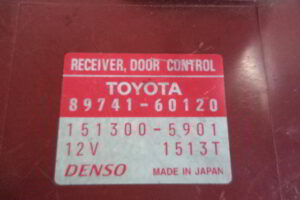 RECEIVER, DOOR CONTROL
TOYOTA
89741-60120
151300-5901
12V 1513T
DENSO MADE IN JAPAN